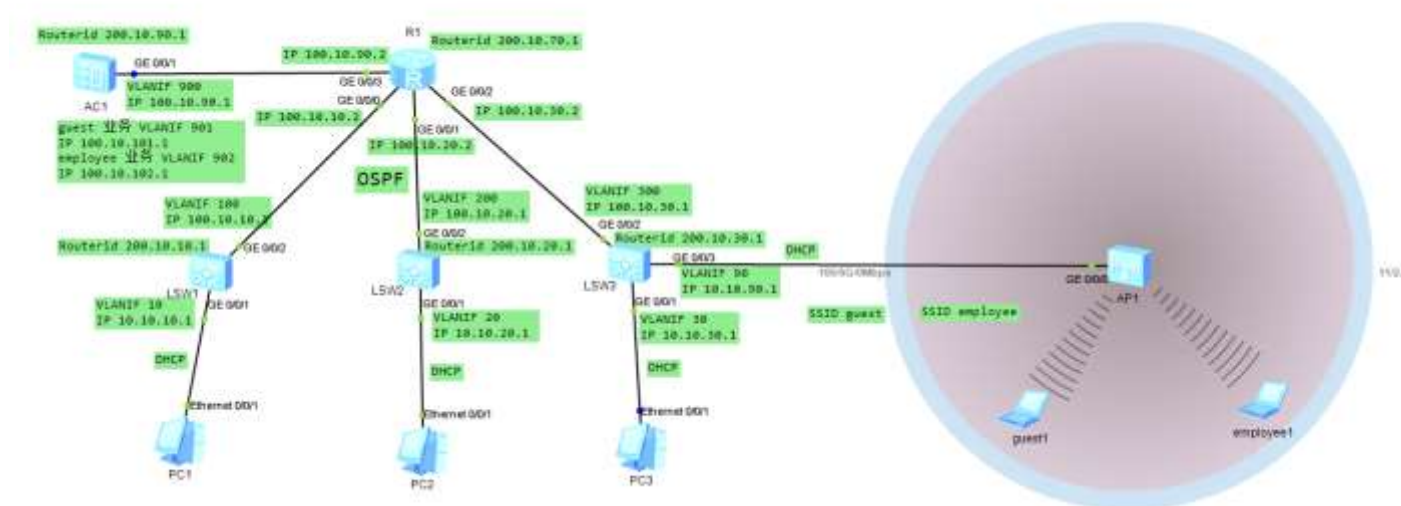 Routerid 200.10.90.1
R1
IP 100.10.90.2
Routerid 200.10.70.1
GE 0/0/1
GE 0/0/3
AC1
VLANIF 900
IP 100.10.90.1
GE 0/0/0
GE 0/0/2
IP 100.10.10.2
IP 100.10.30.2
guest 业务 VLANIF 901
IP 100.10.101.1
employee 业务 VLANIF 902
IP 100.10.102.1
GE 0/0/1
IP 100.10.20.2
OSPF
VLANIF 100
IP 100.10.10.1
VLANIF 200
IP 100.10.20.1
VLANIF 300
IP 100.10.30.1
Routerid 200.10.10.1
GE 0/0/2
GE 0/0/2
Routerid 200.10.20.1
GE 0/0/2
Routerid 200.10.30.1
LSW1
LSW2
LSW3
GE 0/0/3
DHCP
VLANIF 90
IP 10.10.90.1
GE 0/0/0
AP1
VLANIF 10
IP 10.10.10.1
GE 0/0/1
GE 0/0/1
VLANIF 20
IP 10.10.20.1
GE 0/0/1
VLANIF 30
IP 10.10.30.1
SSID guest
SSID employee
DHCP
DHCP
DHCP
Ethernet 0/0/1
Ethernet 0/0/1
Ethernet 0/0/1
PC1
PC2
PC3
guest1
employee1